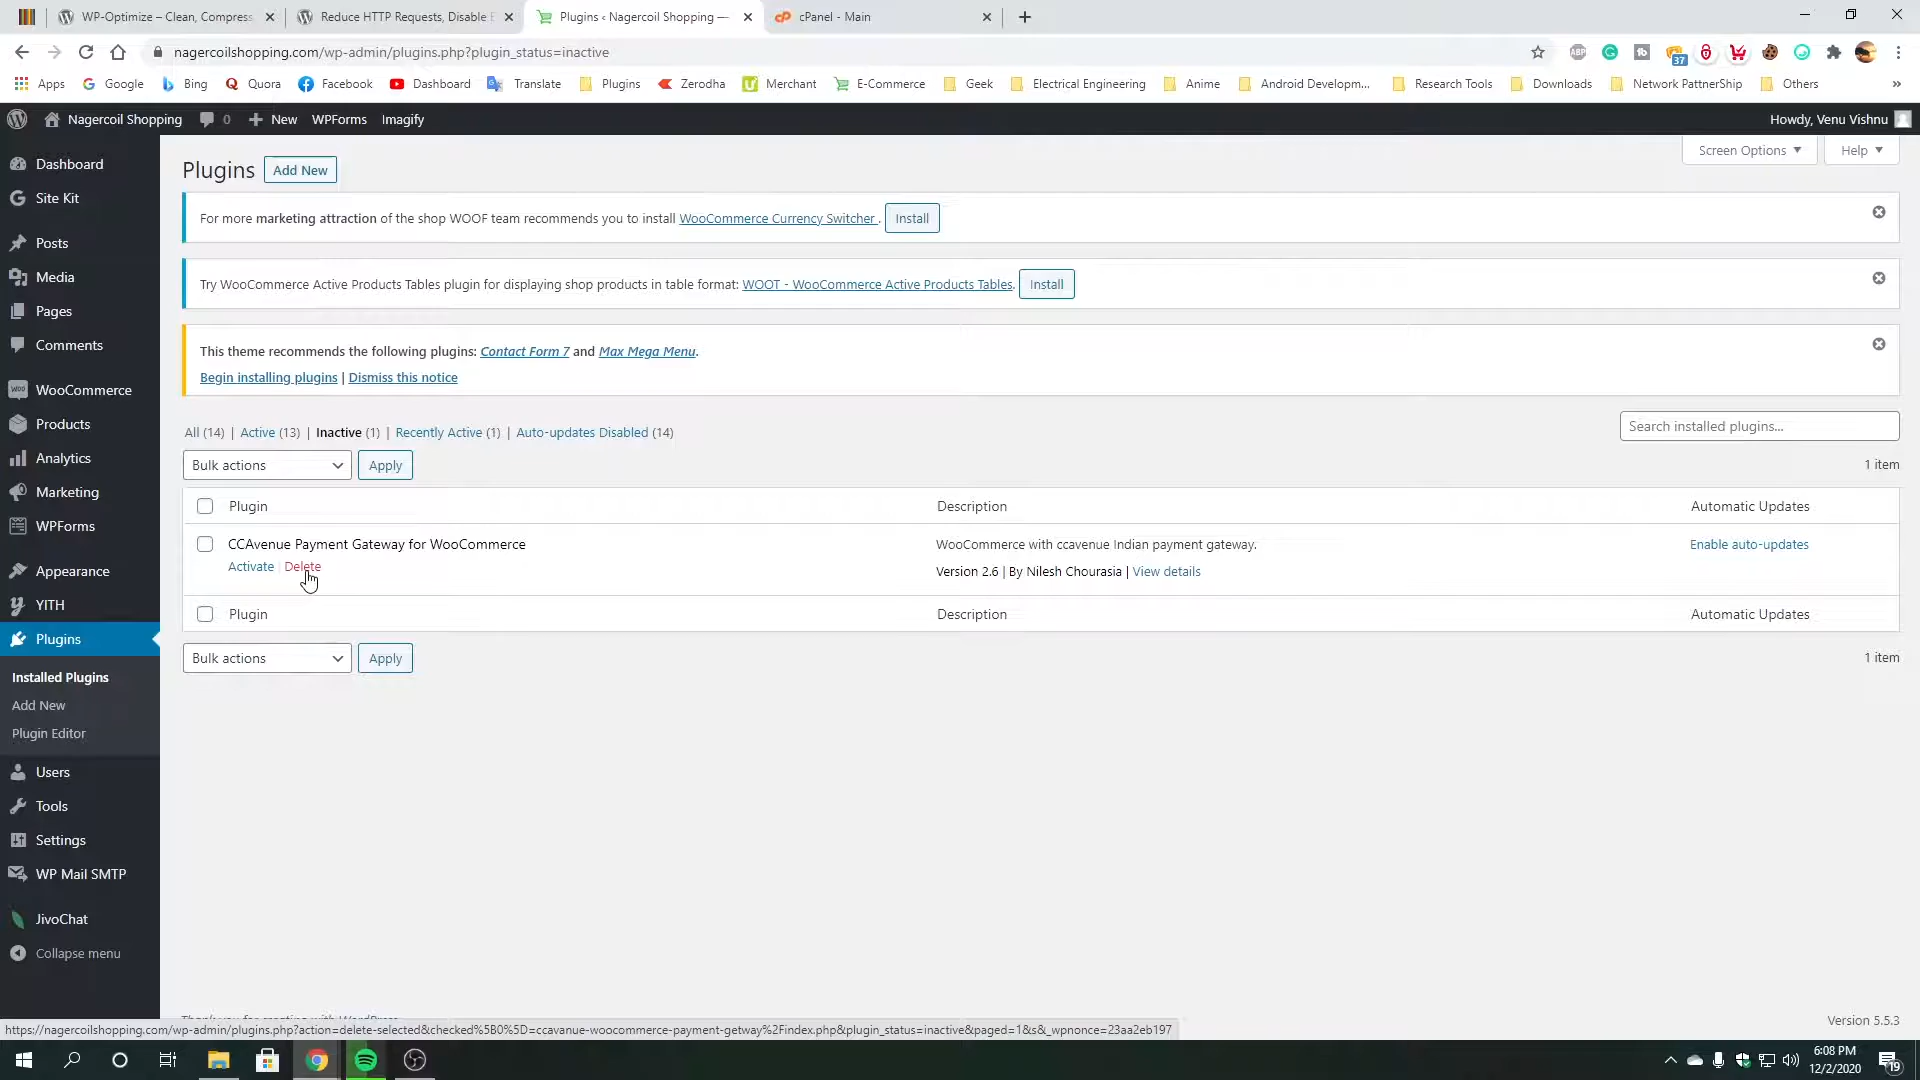 WP-Optimize – Clean, Compress
Reduce HTTP Requests, Disable E
Plugins ‹ Nagercoil Shopping —
cPanel - Main
nagercoilshopping.com/wp-admin/plugins.php?plugin_status=inactive
37
Apps Google Bing Quora Facebook Dashboard Translate Plugins Zerodha Merchant E-Commerce Geek Electrical Engineering Anime Android Developm... Research Tools Downloads Network PartnerShip Others »
Nagercoil Shopping 0 New WPForms Imagify Howdy, Venu Vishnu
Screen Options Help
Dashboard
Site Kit
Posts
Media
Pages
Comments
WooCommerce
Products
Analytics
Marketing
WPForms
Appearance
YITH
Plugins
Installed Plugins
Add New
Plugin Editor
Users
Tools
Settings
WP Mail SMTP
JivoChat
Collapse menu
Plugins Add New
For more marketing attraction of the shop WOOF team recommends you to install WooCommerce Currency Switcher . Install
Try WooCommerce Active Products Tables plugin for displaying shop products in table format: WOOT - WooCommerce Active Products Tables. Install
This theme recommends the following plugins: Contact Form 7 and Max Mega Menu.
Begin installing plugins | Dismiss this notice
All (14) | Active (13) | Inactive (1) | Recently Active (1) | Auto-updates Disabled (14)
Search installed plugins...
Bulk actions Apply 1 item
Plugin Description Automatic Updates
CCAvenue Payment Gateway for WooCommerce WooCommerce with ccavenue Indian payment gateway. Enable auto-updates
Activate | Delete Version 2.6 | By Nilesh Chourasia | View details
Plugin Description Automatic Updates
Bulk actions Apply 1 item
Version 5.5.3
https://nagercoilshopping.com/wp-admin/plugins.php?action=delete-selected&checked%5B0%5D=ccavanue-woocommerce-payment-getway%2Findex.php&plugin_status=inactive&paged=1&s&_wpnonce=23aa2eb197
6:08 PM
12/2/2020
19